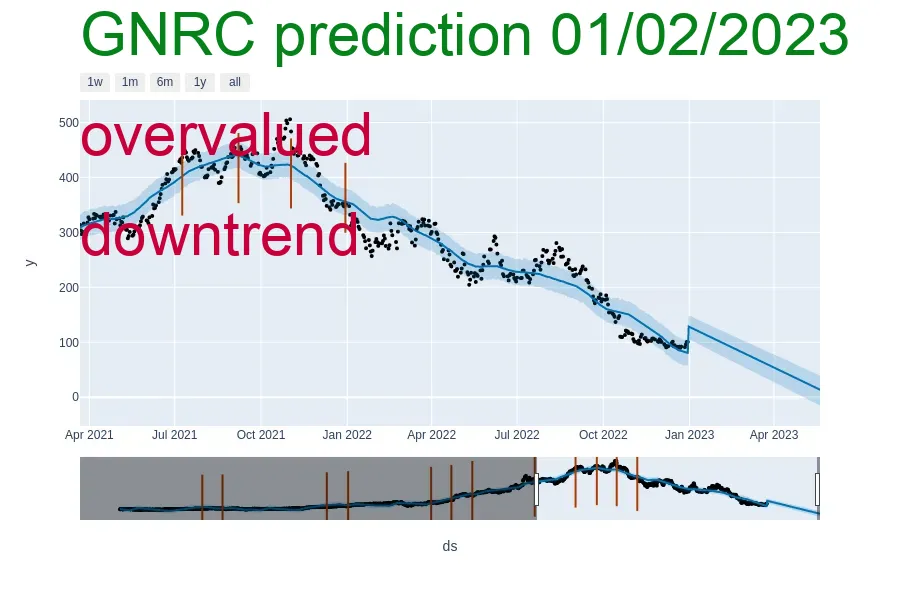 GNRC prediction 01/02/2023
1w 1m 6m 1y all
overvalued
downtrend
500
400
300
200
100
0
y
Apr 2021 Jul 2021 Oct 2021 Jan 2022 Apr 2022 Jul 2022 Oct 2022 Jan 2023 Apr 2023
ds